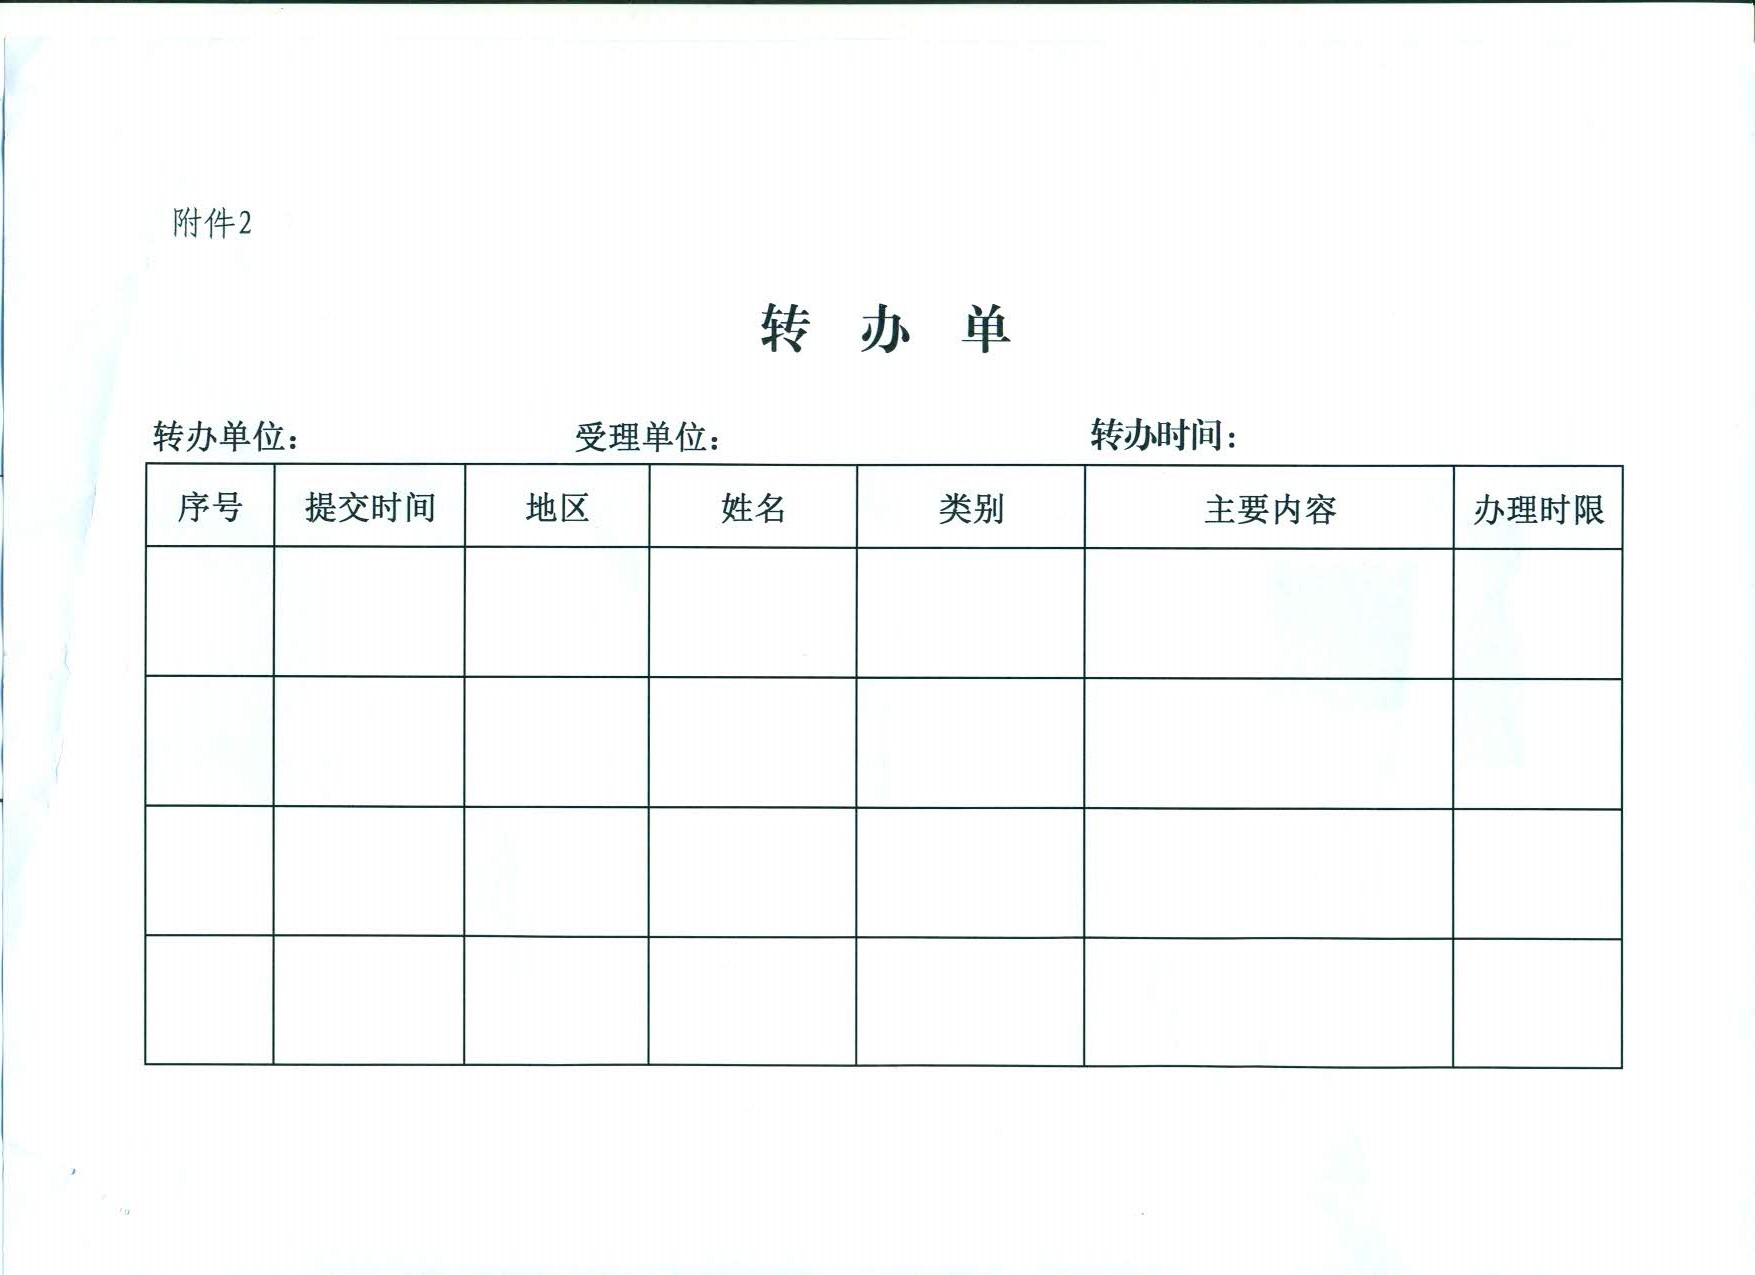 附件2
转 办 单
转办单位： 受理单位： 转办时间：
序号 提交时间 地区 姓名 类别 主要内容 办理时限